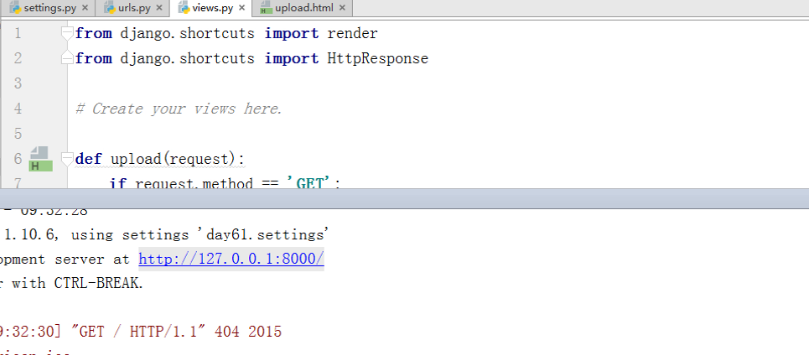 settings.py × urls.py × views.py × upload.html ×
1 from django.shortcuts import render
2 from django.shortcuts import HttpResponse
3
4 # Create your views here.
5
6 H def upload(request):
7 if request.method == 'GET':
- 09:32:28
1.10.6, using settings 'day61.settings'
opment server at http://127.0.0.1:8000/
r with CTRL-BREAK.
9:32:30] "GET / HTTP/1.1" 404 2015